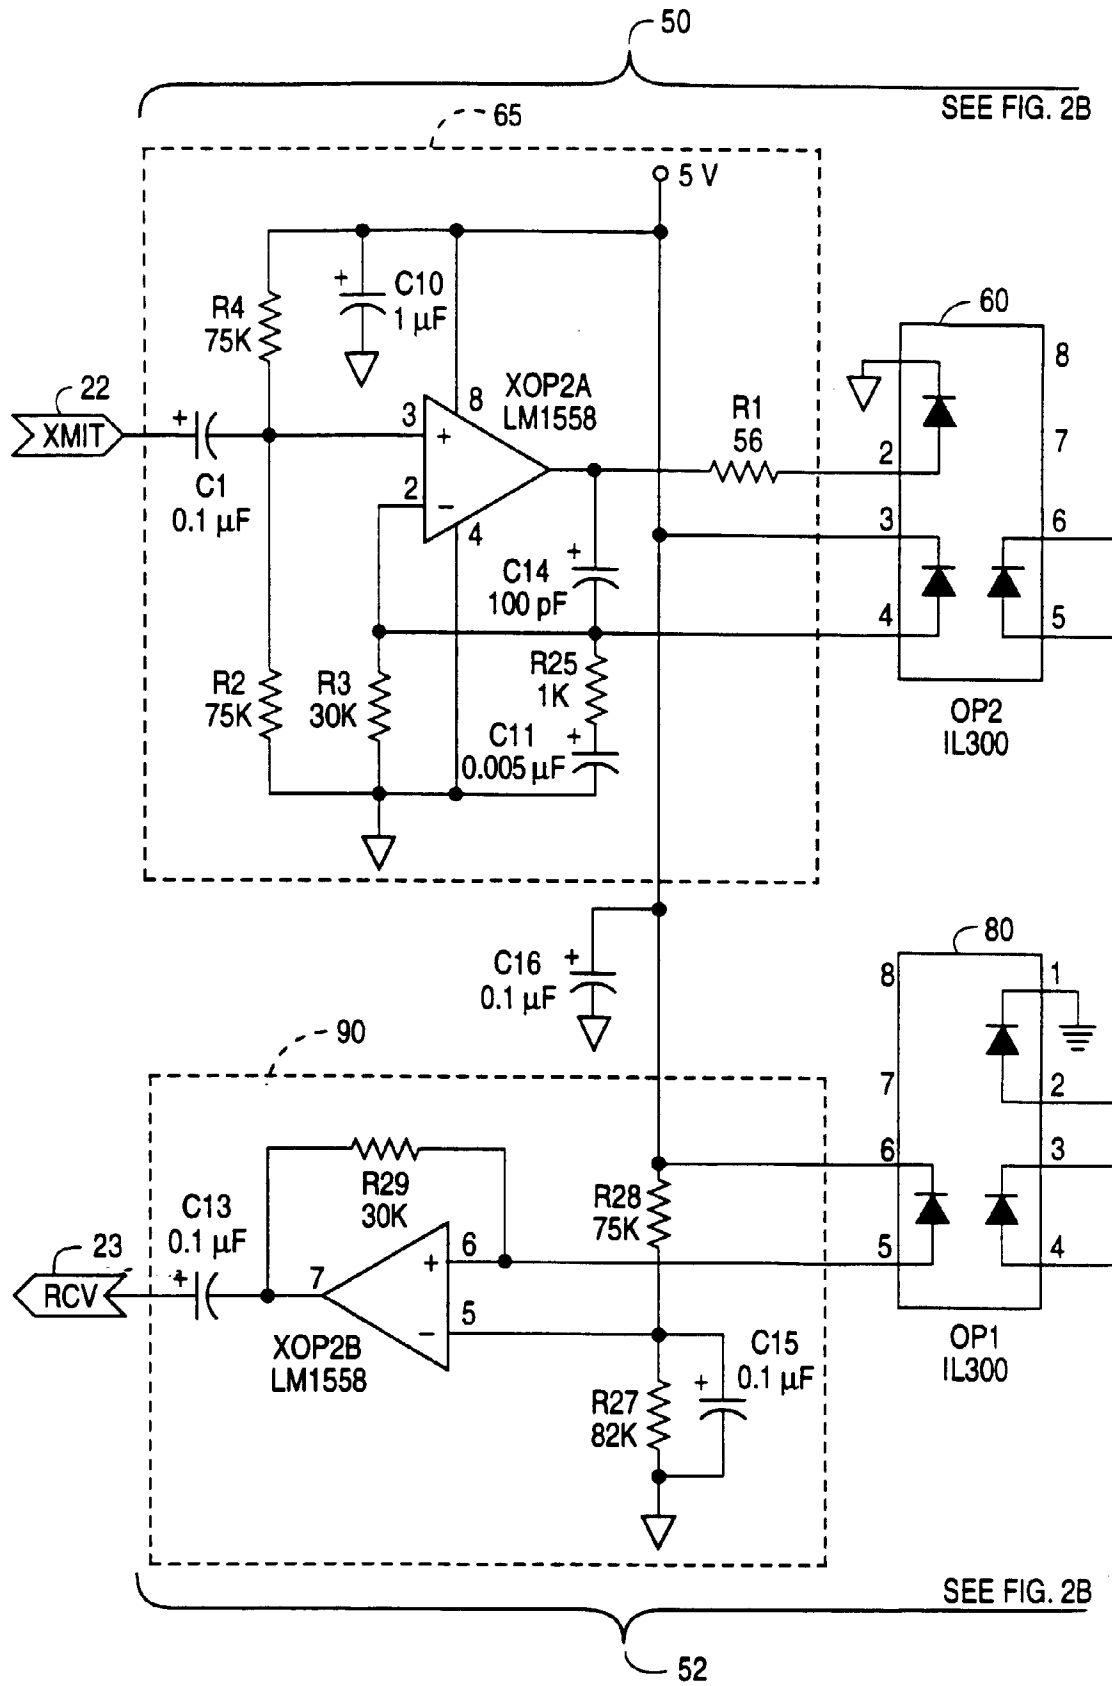 50
SEE FIG. 2B
65
5 V
R4
75K
C10
1 µF
60
8
22
XMIT
C1
0.1 µF
XOP2A
LM1558
3
+
8
2
−
4
R1
56
2
7
3
6
C14
100 pF
4
5
R2
75K
R3
30K
R25
1K
C11
0.005 µF
OP2
IL300
C16
0.1 µF
80
8
1
90
7
2
R29
30K
6
3
R28
75K
C13
0.1 µF
23
RCV
7
+
6
5
4
−
5
XOP2B
LM1558
C15
0.1 µF
OP1
IL300
R27
82K
SEE FIG. 2B
52